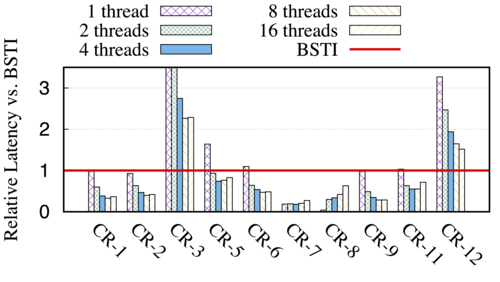 1 thread
2 threads
4 threads
8 threads
16 threads
BSTI
Relative Latency vs. BSTI
3
2
1
0
CR-1
CR-2
CR-3
CR-5
CR-6
CR-7
CR-8
CR-9
CR-11
CR-12